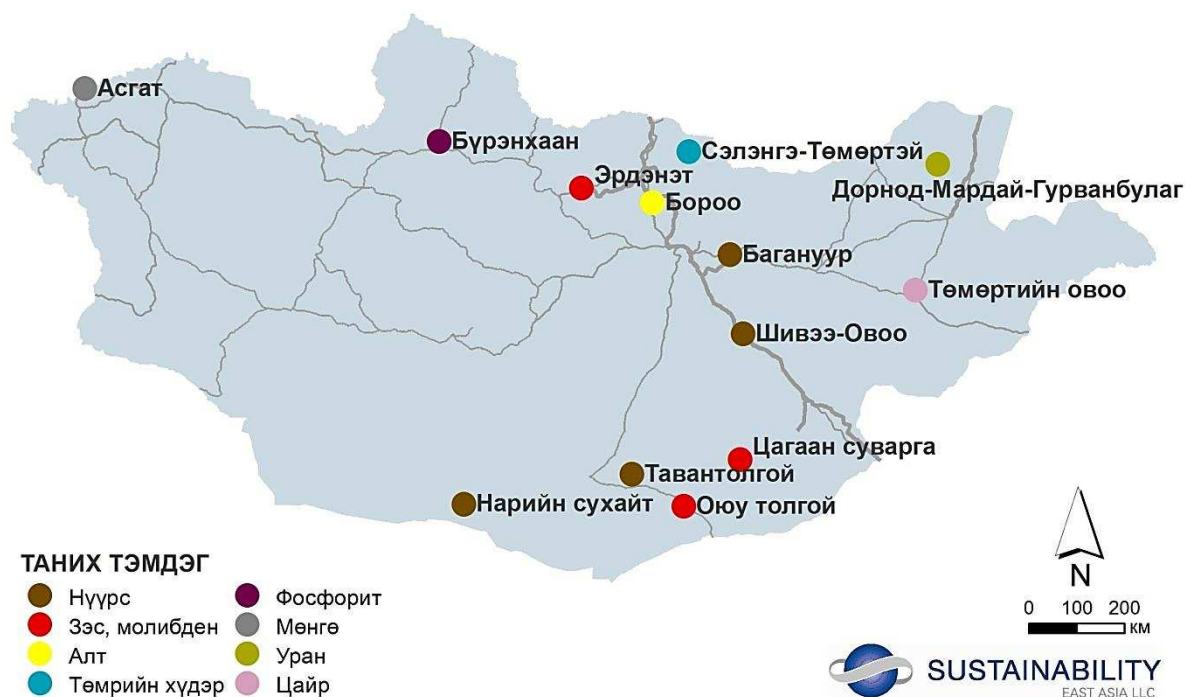 Асгат
Бүрэнхаан
Сэлэнгэ-Төмөртэй
Эрдэнэт
Дорнод-Мардай-Гурванбулаг
Бороо
Багануур
Төмөртийн овоо
Шивээ-Овоо
Цагаан суварга
Тавантолгой
Нарийн сухайт
Оюу толгой
ТАНИХ ТЭМДЭГ
Нүүрс
Зэс, молибден
Алт
Төмрийн хүдэр
Фосфорит
Мөнгө
Уран
Цайр
N
0 100 200
КМ
SUSTAINABILITY
EAST ASIA LLC